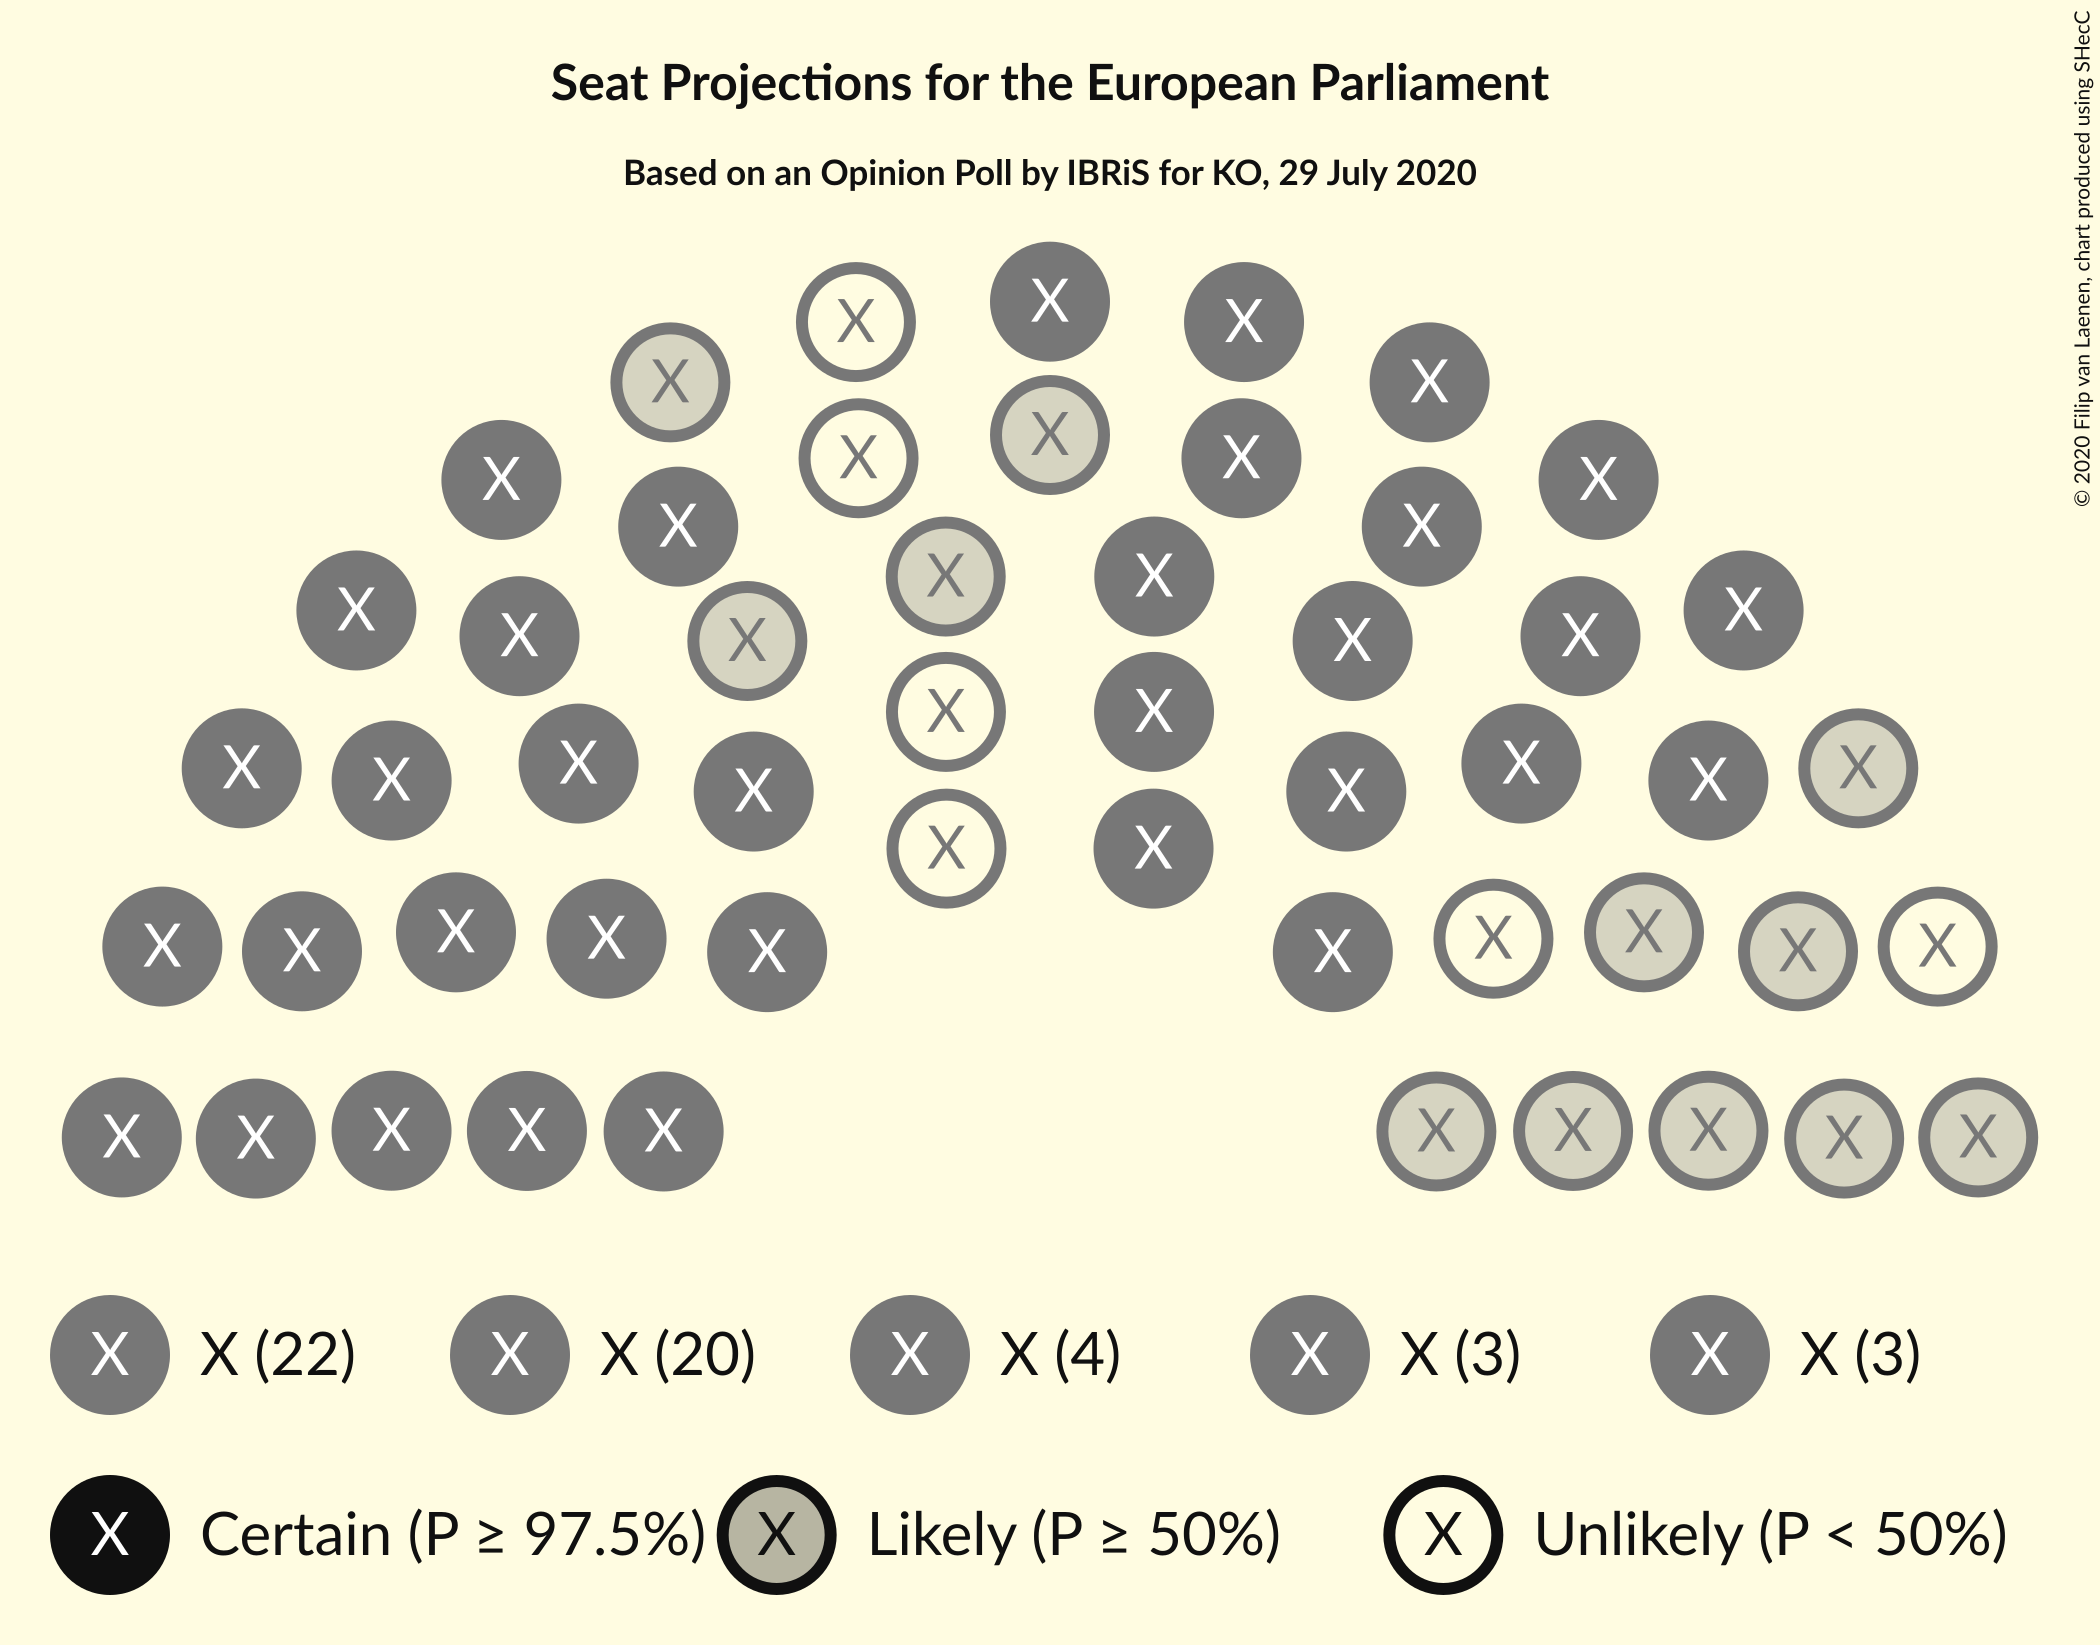 Seat Projections for the European Parliament
Based on an Opinion Poll by IBRiS for KO, 29 July 2020
© 2020 Filip van Laenen, chart produced using SHecC
X X X
X X
X X X
X X
X X
X X
X X X X X X
X X
X X X X X X X X
X X
X X X X X X X X X X
X X X X X X X X X X
X X (22) X X (20) X X (4) X X (3) X X (3)
X Certain (P ≥ 97.5%) X Likely (P ≥ 50%) X Unlikely (P < 50%)